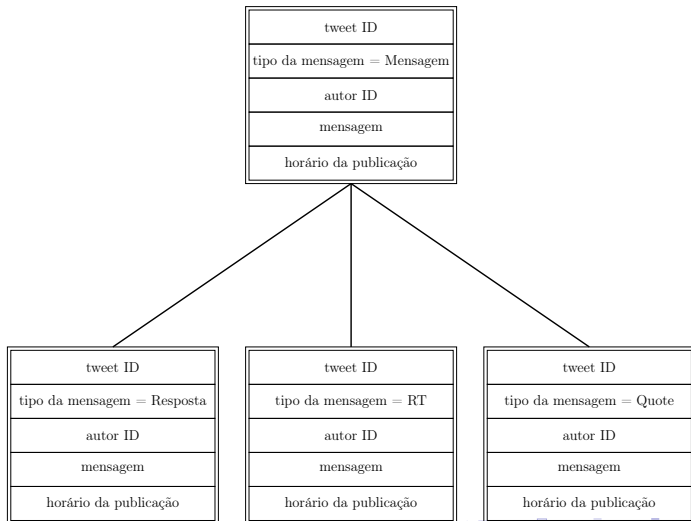 tweet ID
tipo da mensagem = Mensagem
autor ID
mensagem
horário da publicação
tweet ID
tipo da mensagem = Resposta
autor ID
mensagem
horário da publicação
tweet ID
tipo da mensagem = RT
autor ID
mensagem
horário da publicação
tweet ID
tipo da mensagem = Quote
autor ID
mensagem
horário da publicação